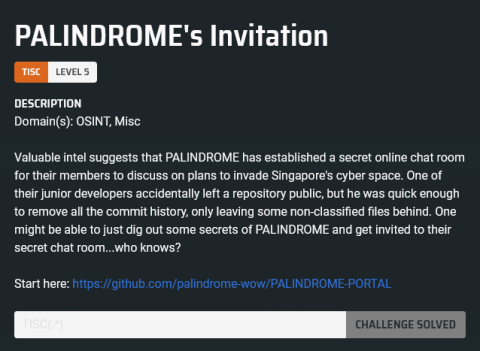 PALINDROME's Invitation
TISC LEVEL 5
DESCRIPTION
Domain(s): OSINT, Misc
Valuable intel suggests that PALINDROME has established a secret online chat room
for their members to discuss on plans to invade Singapore's cyber space. One of
their junior developers accidentally left a repository public, but he was quick enough
to remove all the commit history, only leaving some non-classified files behind. One
might be able to just dig out some secrets of PALINDROME and get invited to their
secret chat room...who knows?
Start here: https://github.com/palindrome-wow/PALINDROME-PORTAL
TISC{.*} CHALLENGE SOLVED